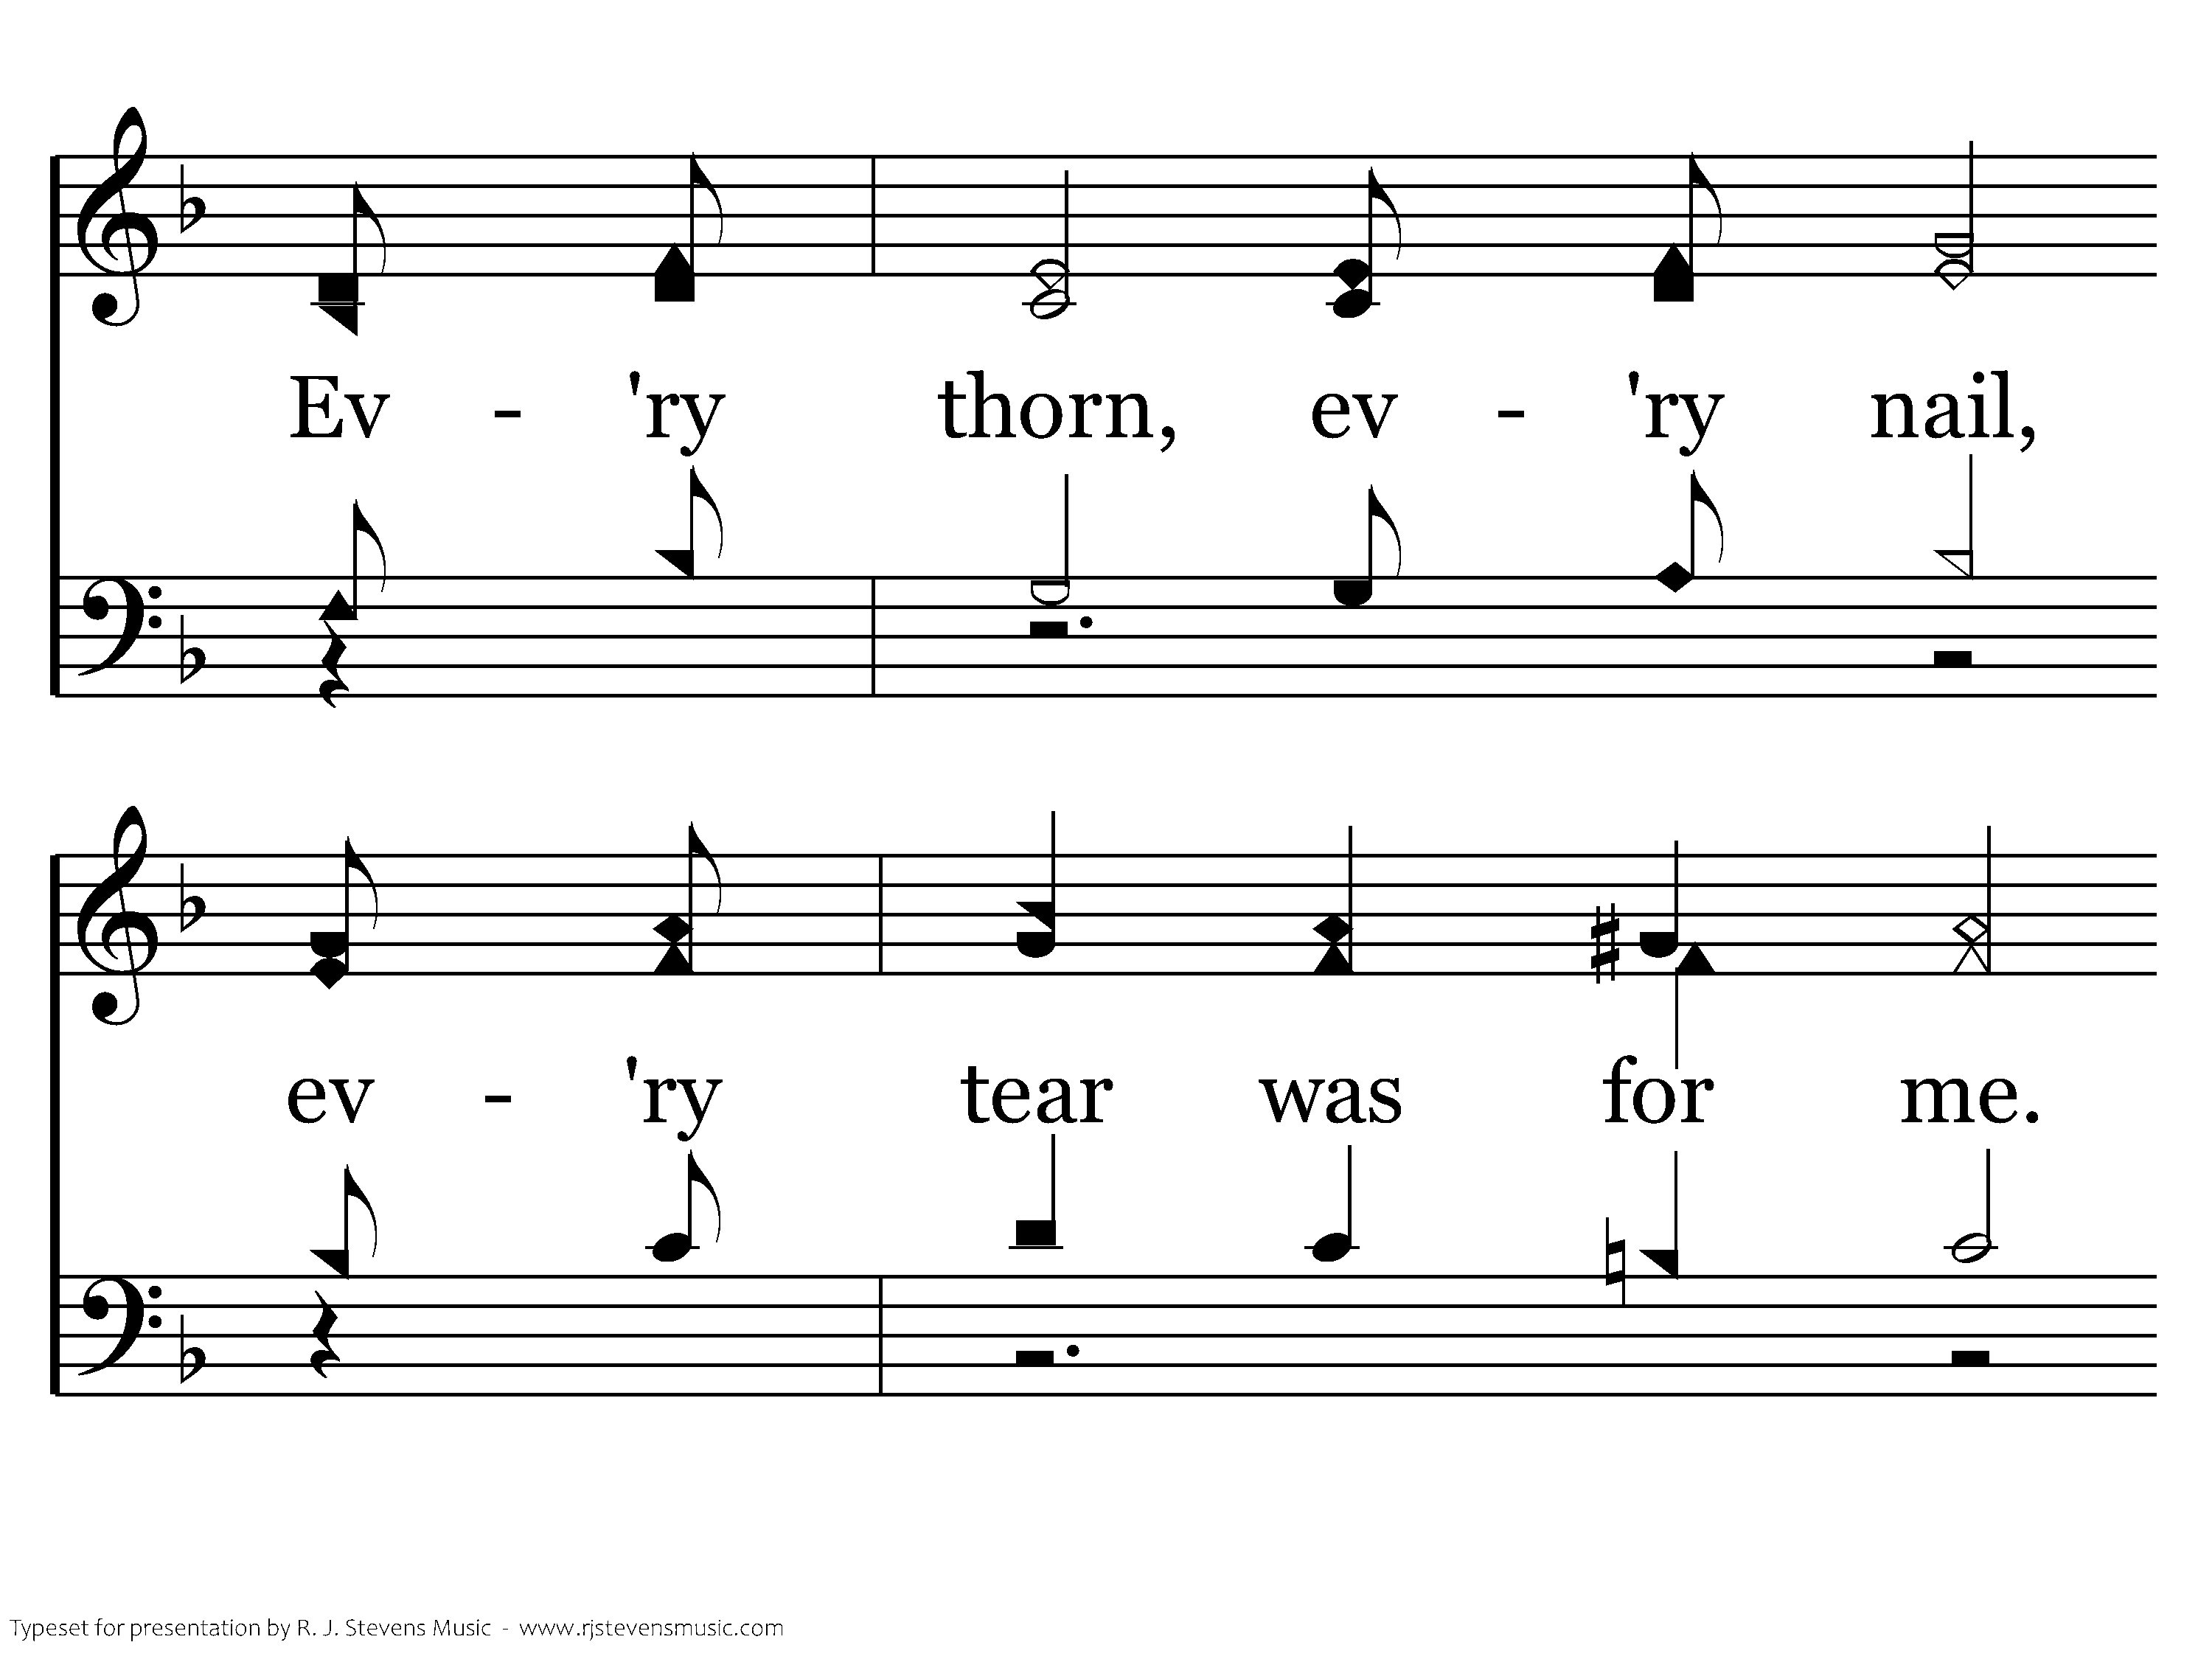 Ev - 'ry thorn, ev - 'ry nail,
ev - 'ry tear was for me.
Typeset for presentation by R. J. Stevens Music - www.rjstevensmusic.com